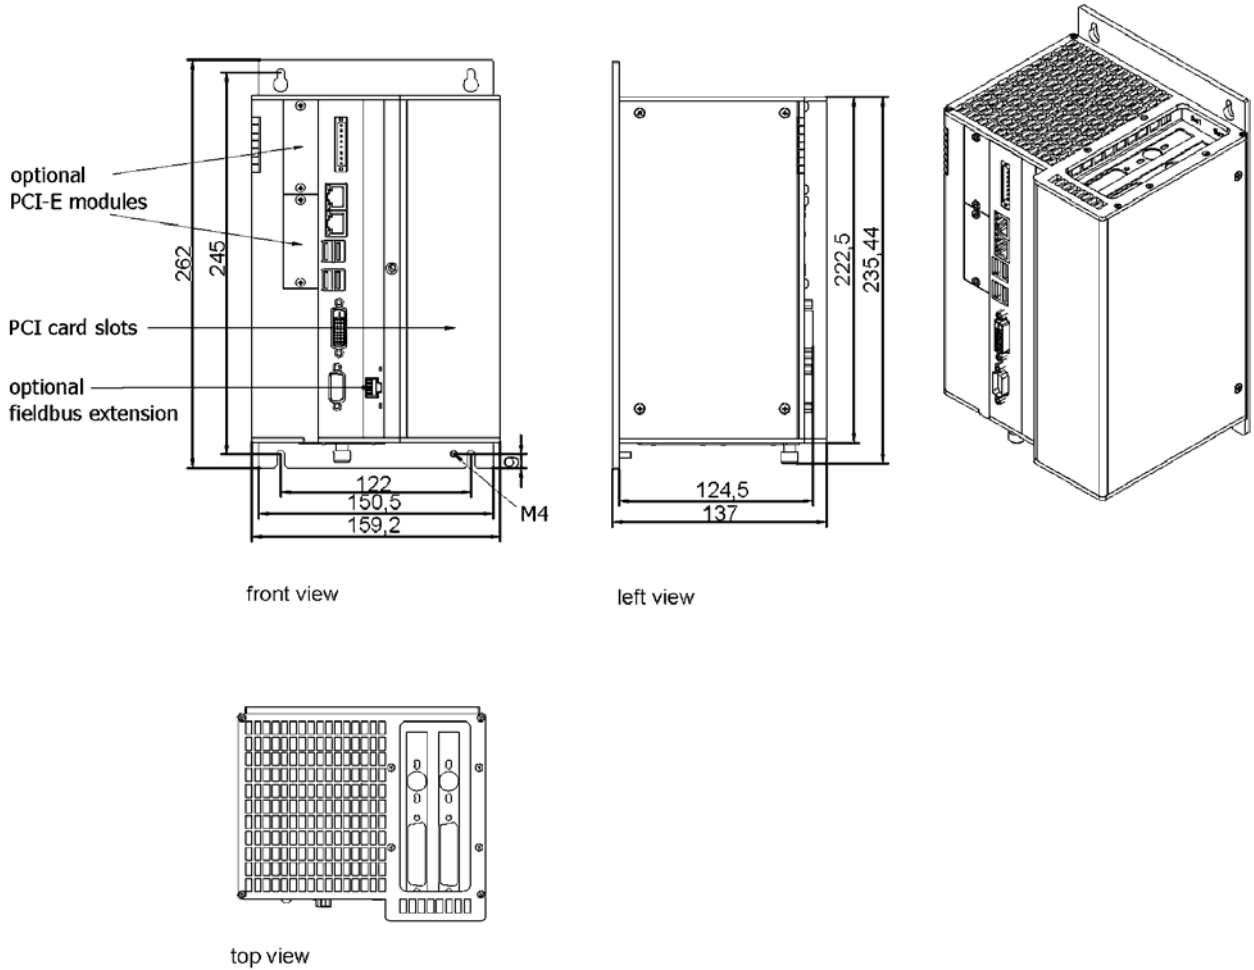 optional
PCI-E modules
PCI card slots
optional
fieldbus extension
262
245
9
122
150,5
159,2
M4
front view
222,5
235,44
124,5
137
left view
top view